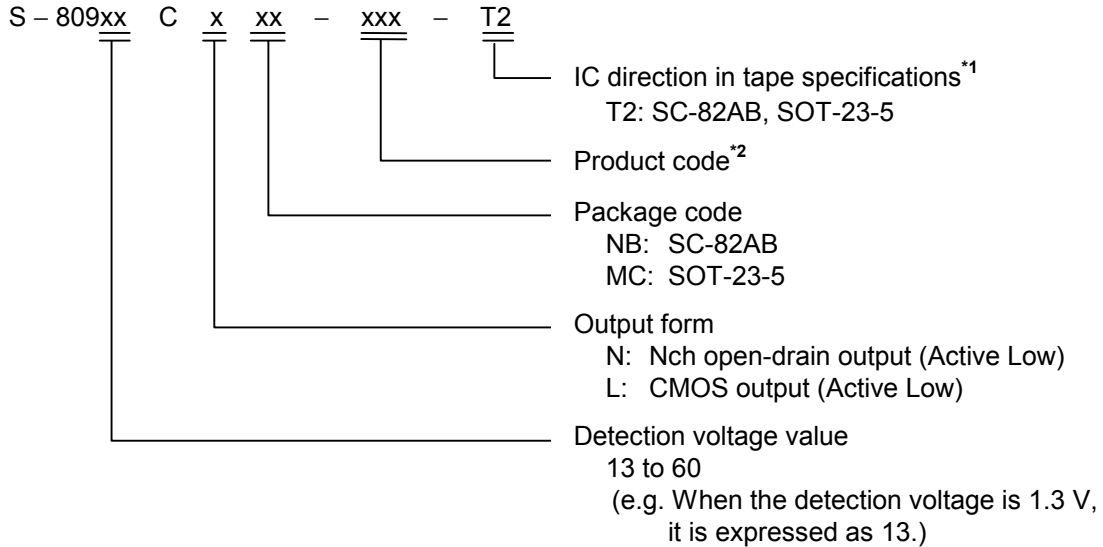 S – 809xx C x xx – xxx – T2
IC direction in tape specifications*1
T2: SC-82AB, SOT-23-5
Product code*2
Package code
NB: SC-82AB
MC: SOT-23-5
Output form
N: Nch open-drain output (Active Low)
L: CMOS output (Active Low)
Detection voltage value
13 to 60
(e.g. When the detection voltage is 1.3 V,
it is expressed as 13.)